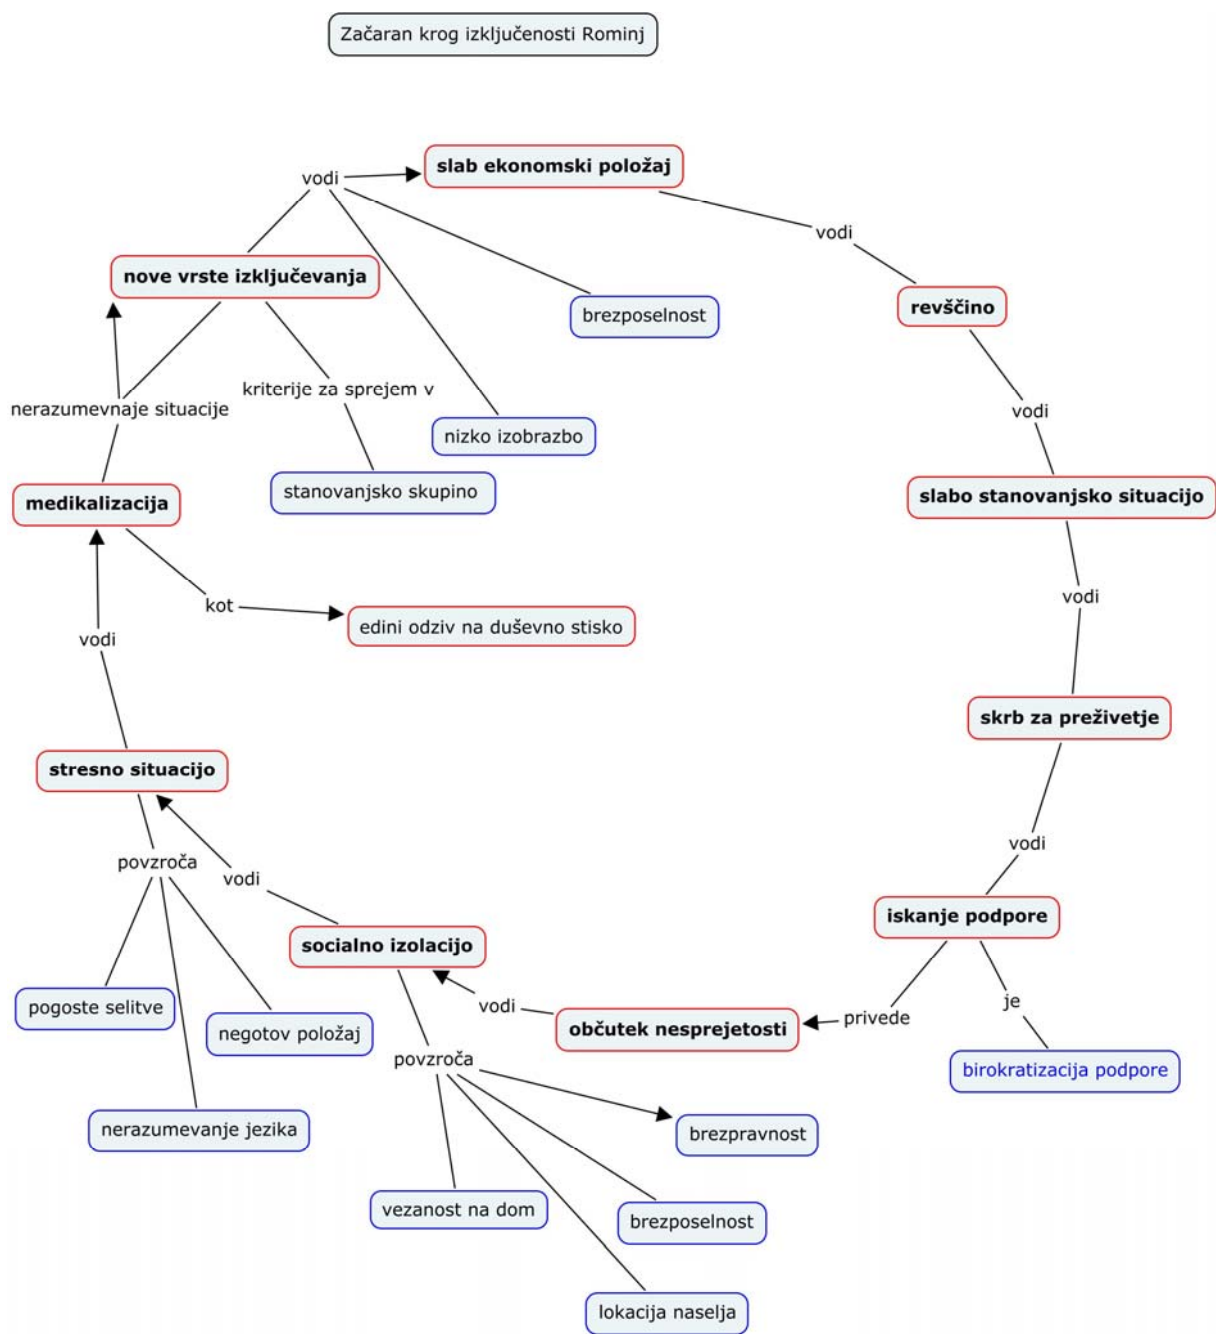 Začaran krog izključenosti Rominj
slab ekonomski položaj
vodi
vodi
nove vrste izključevanja
revščino
brezposelnost
kriterije za sprejem v
nerazumevnaje situacije
vodi
nizko izobrazbo
stanovanjsko skupino
medikalizacija
slabo stanovanjsko situacijo
vodi
kot
edini odziv na duševno stisko
vodi
skrb za preživetje
stresno situacijo
vodi
povzroča
vodi
iskanje podpore
socialno izolacijo
pogoste selitve
vodi
je
privede
negotov položaj
občutek nesprejetosti
povzroča
birokratizacija podpore
nerazumevanje jezika
brezpravnost
vezanost na dom
brezposelnost
lokacija naselja